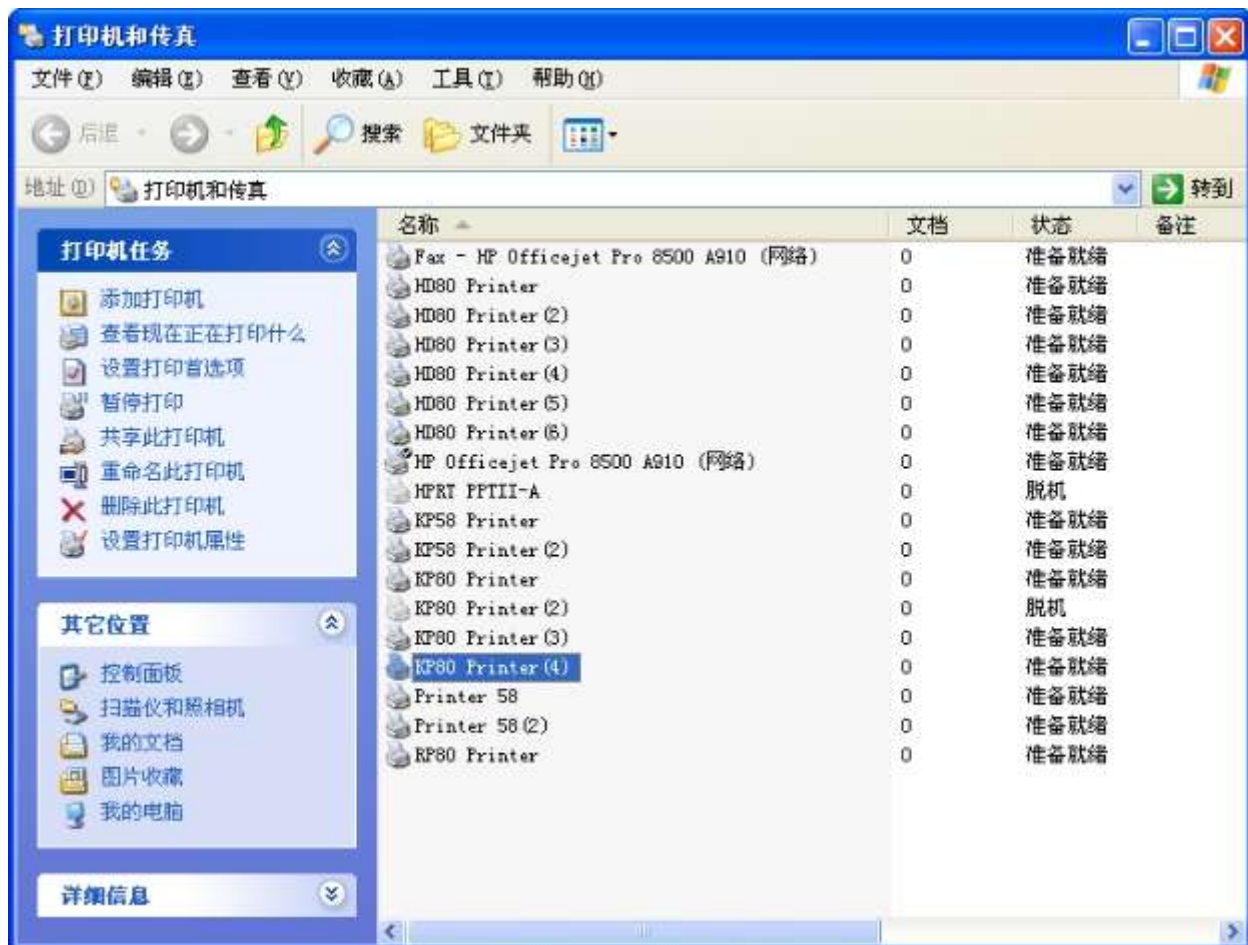 打印机和传真
文件(F) 编辑(E) 查看(V) 收藏(A) 工具(T) 帮助(H)
后退 搜索 文件夹
地址(D) 打印机和传真 转到
打印机任务
添加打印机
查看现在正在打印什么
设置打印首选项
暂停打印
共享此打印机
重命名此打印机
删除此打印机
设置打印机属性
其它位置
控制面板
扫描仪和照相机
我的文档
图片收藏
我的电脑
详细信息
名称 文档 状态 备注
Fax - HP Officejet Pro 8500 A910 (网络) 0 准备就绪
HD80 Printer 0 准备就绪
HD80 Printer(2) 0 准备就绪
HD80 Printer(3) 0 准备就绪
HD80 Printer(4) 0 准备就绪
HD80 Printer(5) 0 准备就绪
HD80 Printer(6) 0 准备就绪
HP Officejet Pro 8500 A910 (网络) 0 准备就绪
HPRT PPTII-A 0 脱机
KP58 Printer 0 准备就绪
KP58 Printer(2) 0 准备就绪
KP80 Printer 0 准备就绪
KP80 Printer(2) 0 脱机
KP80 Printer(3) 0 准备就绪
KP80 Printer(4) 0 准备就绪
Printer 58 0 准备就绪
Printer 58(2) 0 准备就绪
RP80 Printer 0 准备就绪